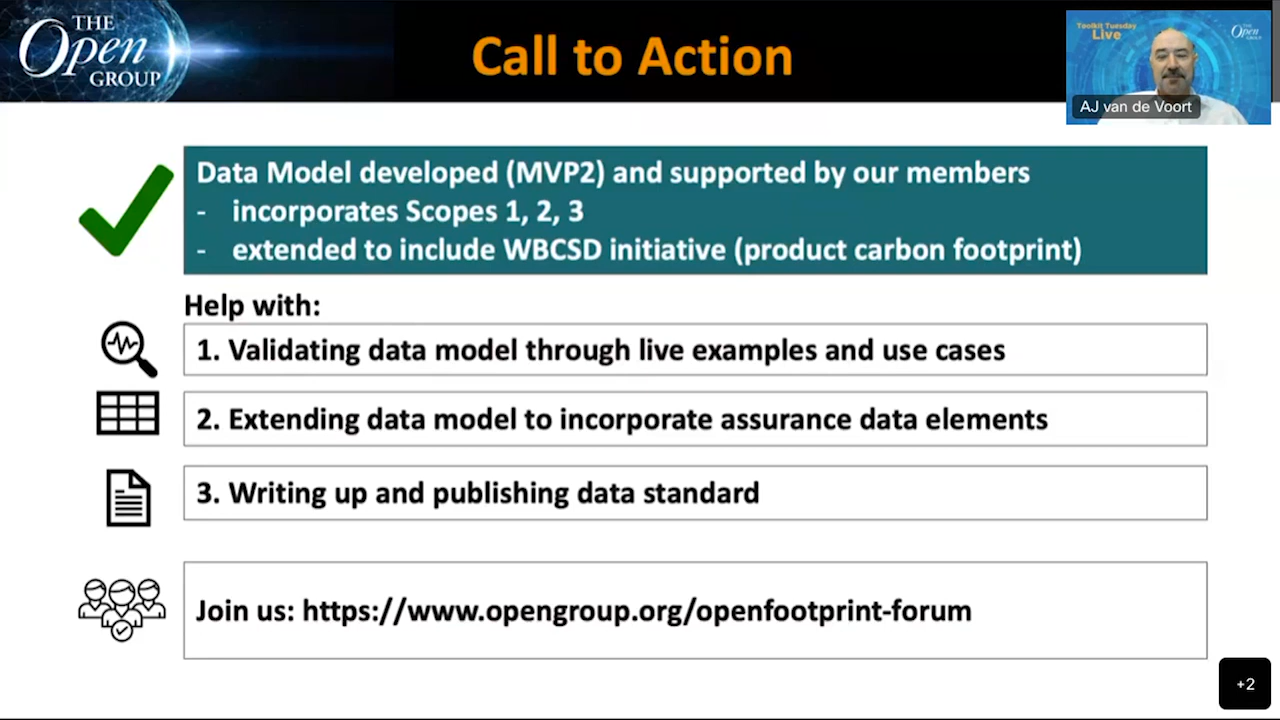 THE
Open
GROUP
Call to Action
Toolkit Tuesday
Live
THE
Open
GROUP
AJ van de Voort
Data Model developed (MVP2) and supported by our members
- incorporates Scopes 1, 2, 3
- extended to include WBCSD initiative (product carbon footprint)
Help with:
1. Validating data model through live examples and use cases
2. Extending data model to incorporate assurance data elements
3. Writing up and publishing data standard
Join us: https://www.opengroup.org/openfootprint-forum
+2